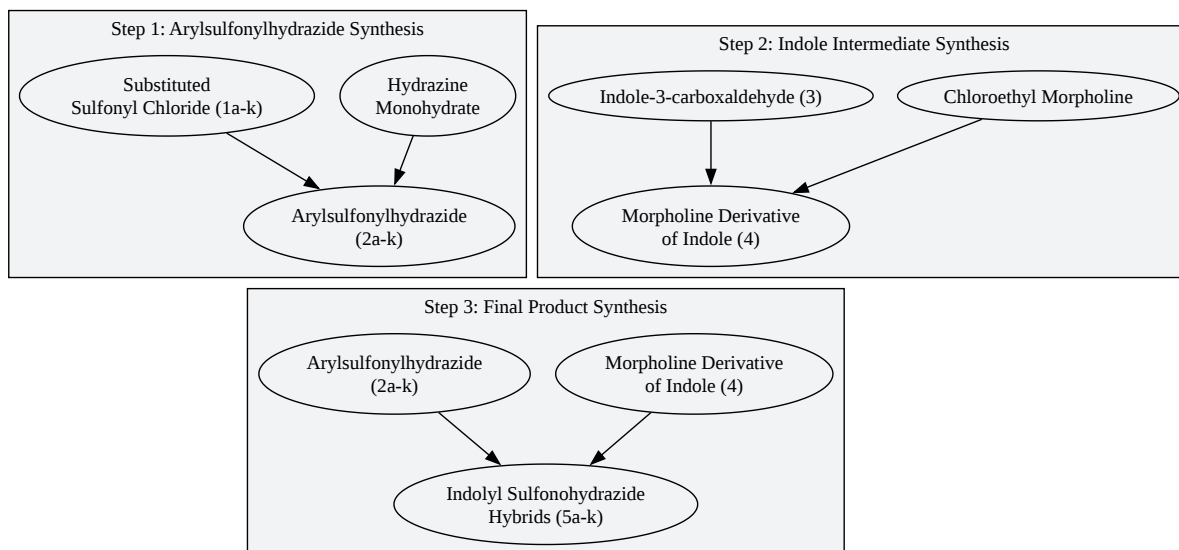 Step 1: Arylsulfonylhydrazide Synthesis
Substituted
Sulfonyl Chloride (1a-k)
Hydrazine
Monohydrate
Arylsulfonylhydrazide
(2a-k)
Step 2: Indole Intermediate Synthesis
Indole-3-carboxaldehyde (3)
Chloroethyl Morpholine
Morpholine Derivative
of Indole (4)
Step 3: Final Product Synthesis
Arylsulfonylhydrazide
(2a-k)
Morpholine Derivative
of Indole (4)
Indolyl Sulfonohydrazide
Hybrids (5a-k)